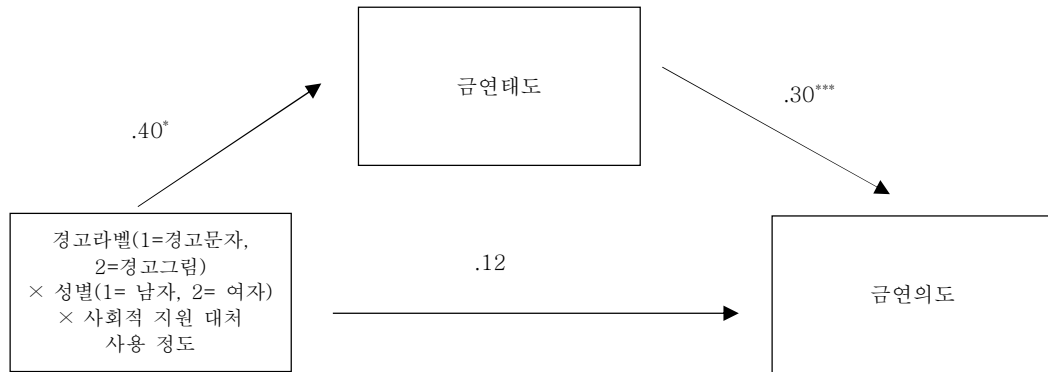 금연태도
.40*
.30***
경고라벨(1=경고문자,
2=경고그림)
× 성별(1= 남자, 2= 여자)
× 사회적 지원 대처
사용 정도
.12
금연의도